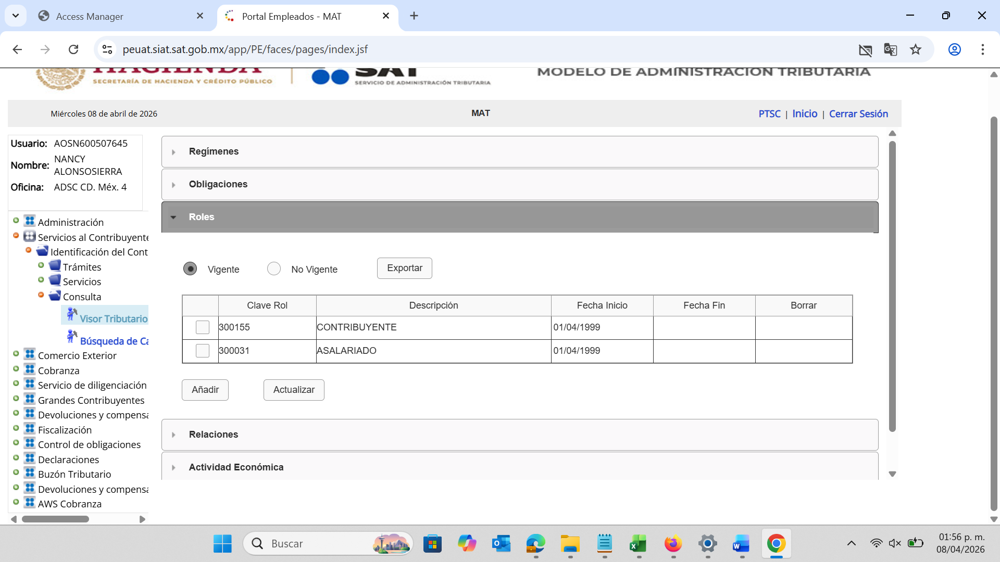 Access Manager
Portal Empleados - MAT
peuat.siat.sat.gob.mx/app/PE/faces/pages/index.jsf
HACIENDA
SECRETARÍA DE HACIENDA Y CRÉDITO PÚBLICO
SAT
SERVICIO DE ADMINISTRACIÓN TRIBUTARIA
MODELO DE ADMINISTRACIÓN TRIBUTARIA
Miércoles 08 de abril de 2026
MAT
PTSC | Inicio | Cerrar Sesión
Usuario: AOSN600507645
Nombre: NANCY
ALONSOSIERRA
Oficina: ADSC CD. Méx. 4
Administración
Servicios al Contribuyente
Identificación del Cont
Trámites
Servicios
Consulta
Visor Tributario
Búsqueda de Ca
Comercio Exterior
Cobranza
Servicio de diligenciación
Grandes Contribuyentes
Devoluciones y compensa
Fiscalización
Control de obligaciones
Declaraciones
Buzón Tributario
Devoluciones y compensa
AWS Cobranza
Regímenes
Obligaciones
Roles
Vigente No Vigente Exportar
Clave Rol Descripción Fecha Inicio Fecha Fin Borrar
300155 CONTRIBUYENTE 01/04/1999
300031 ASALARIADO 01/04/1999
Añadir Actualizar
Relaciones
Actividad Económica
Buscar
01:56 p. m.
08/04/2026